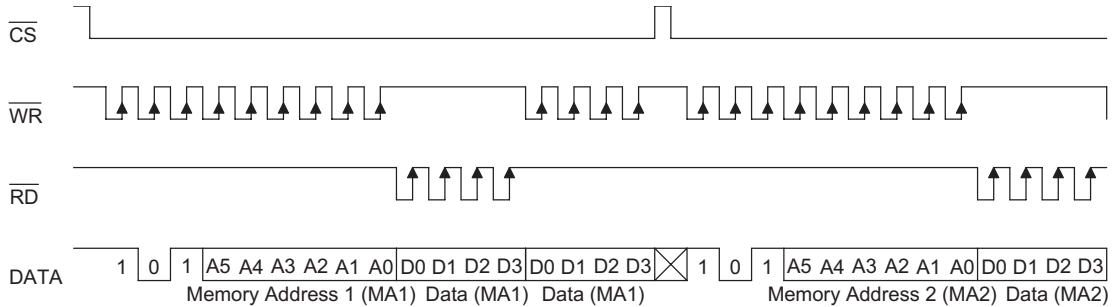 CS
WR
RD
DATA 1 0 1 A5 A4 A3 A2 A1 A0 D0 D1 D2 D3 D0 D1 D2 D3 1 0 1 A5 A4 A3 A2 A1 A0 D0 D1 D2 D3
Memory Address 1 (MA1) Data (MA1) Data (MA1) Memory Address 2 (MA2) Data (MA2)